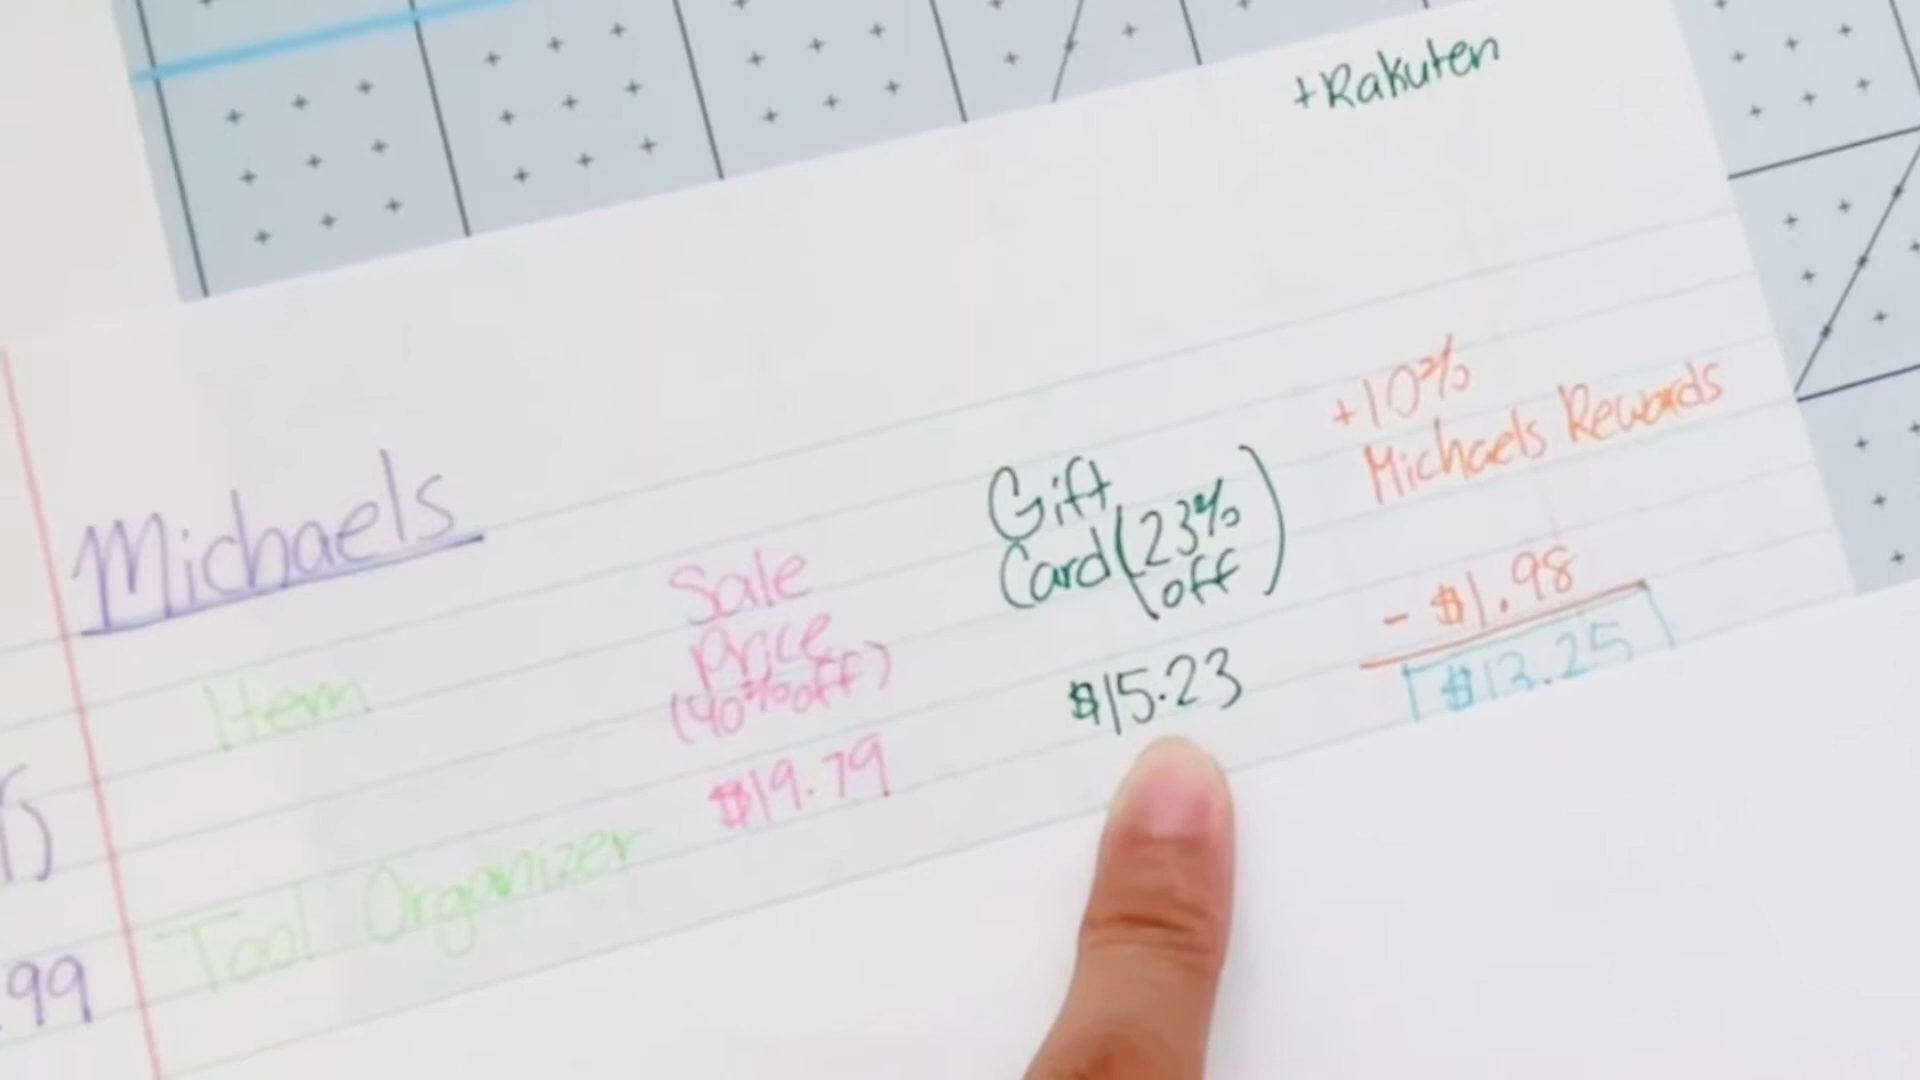 +Rakuten
Michaels
Item
Sale
Price
(40% off)
Gift
Card (23%
off)
+10%
Michaels Rewards
Tool Organizer
$19.79
$15.23
- $1.98
$13.25
.99